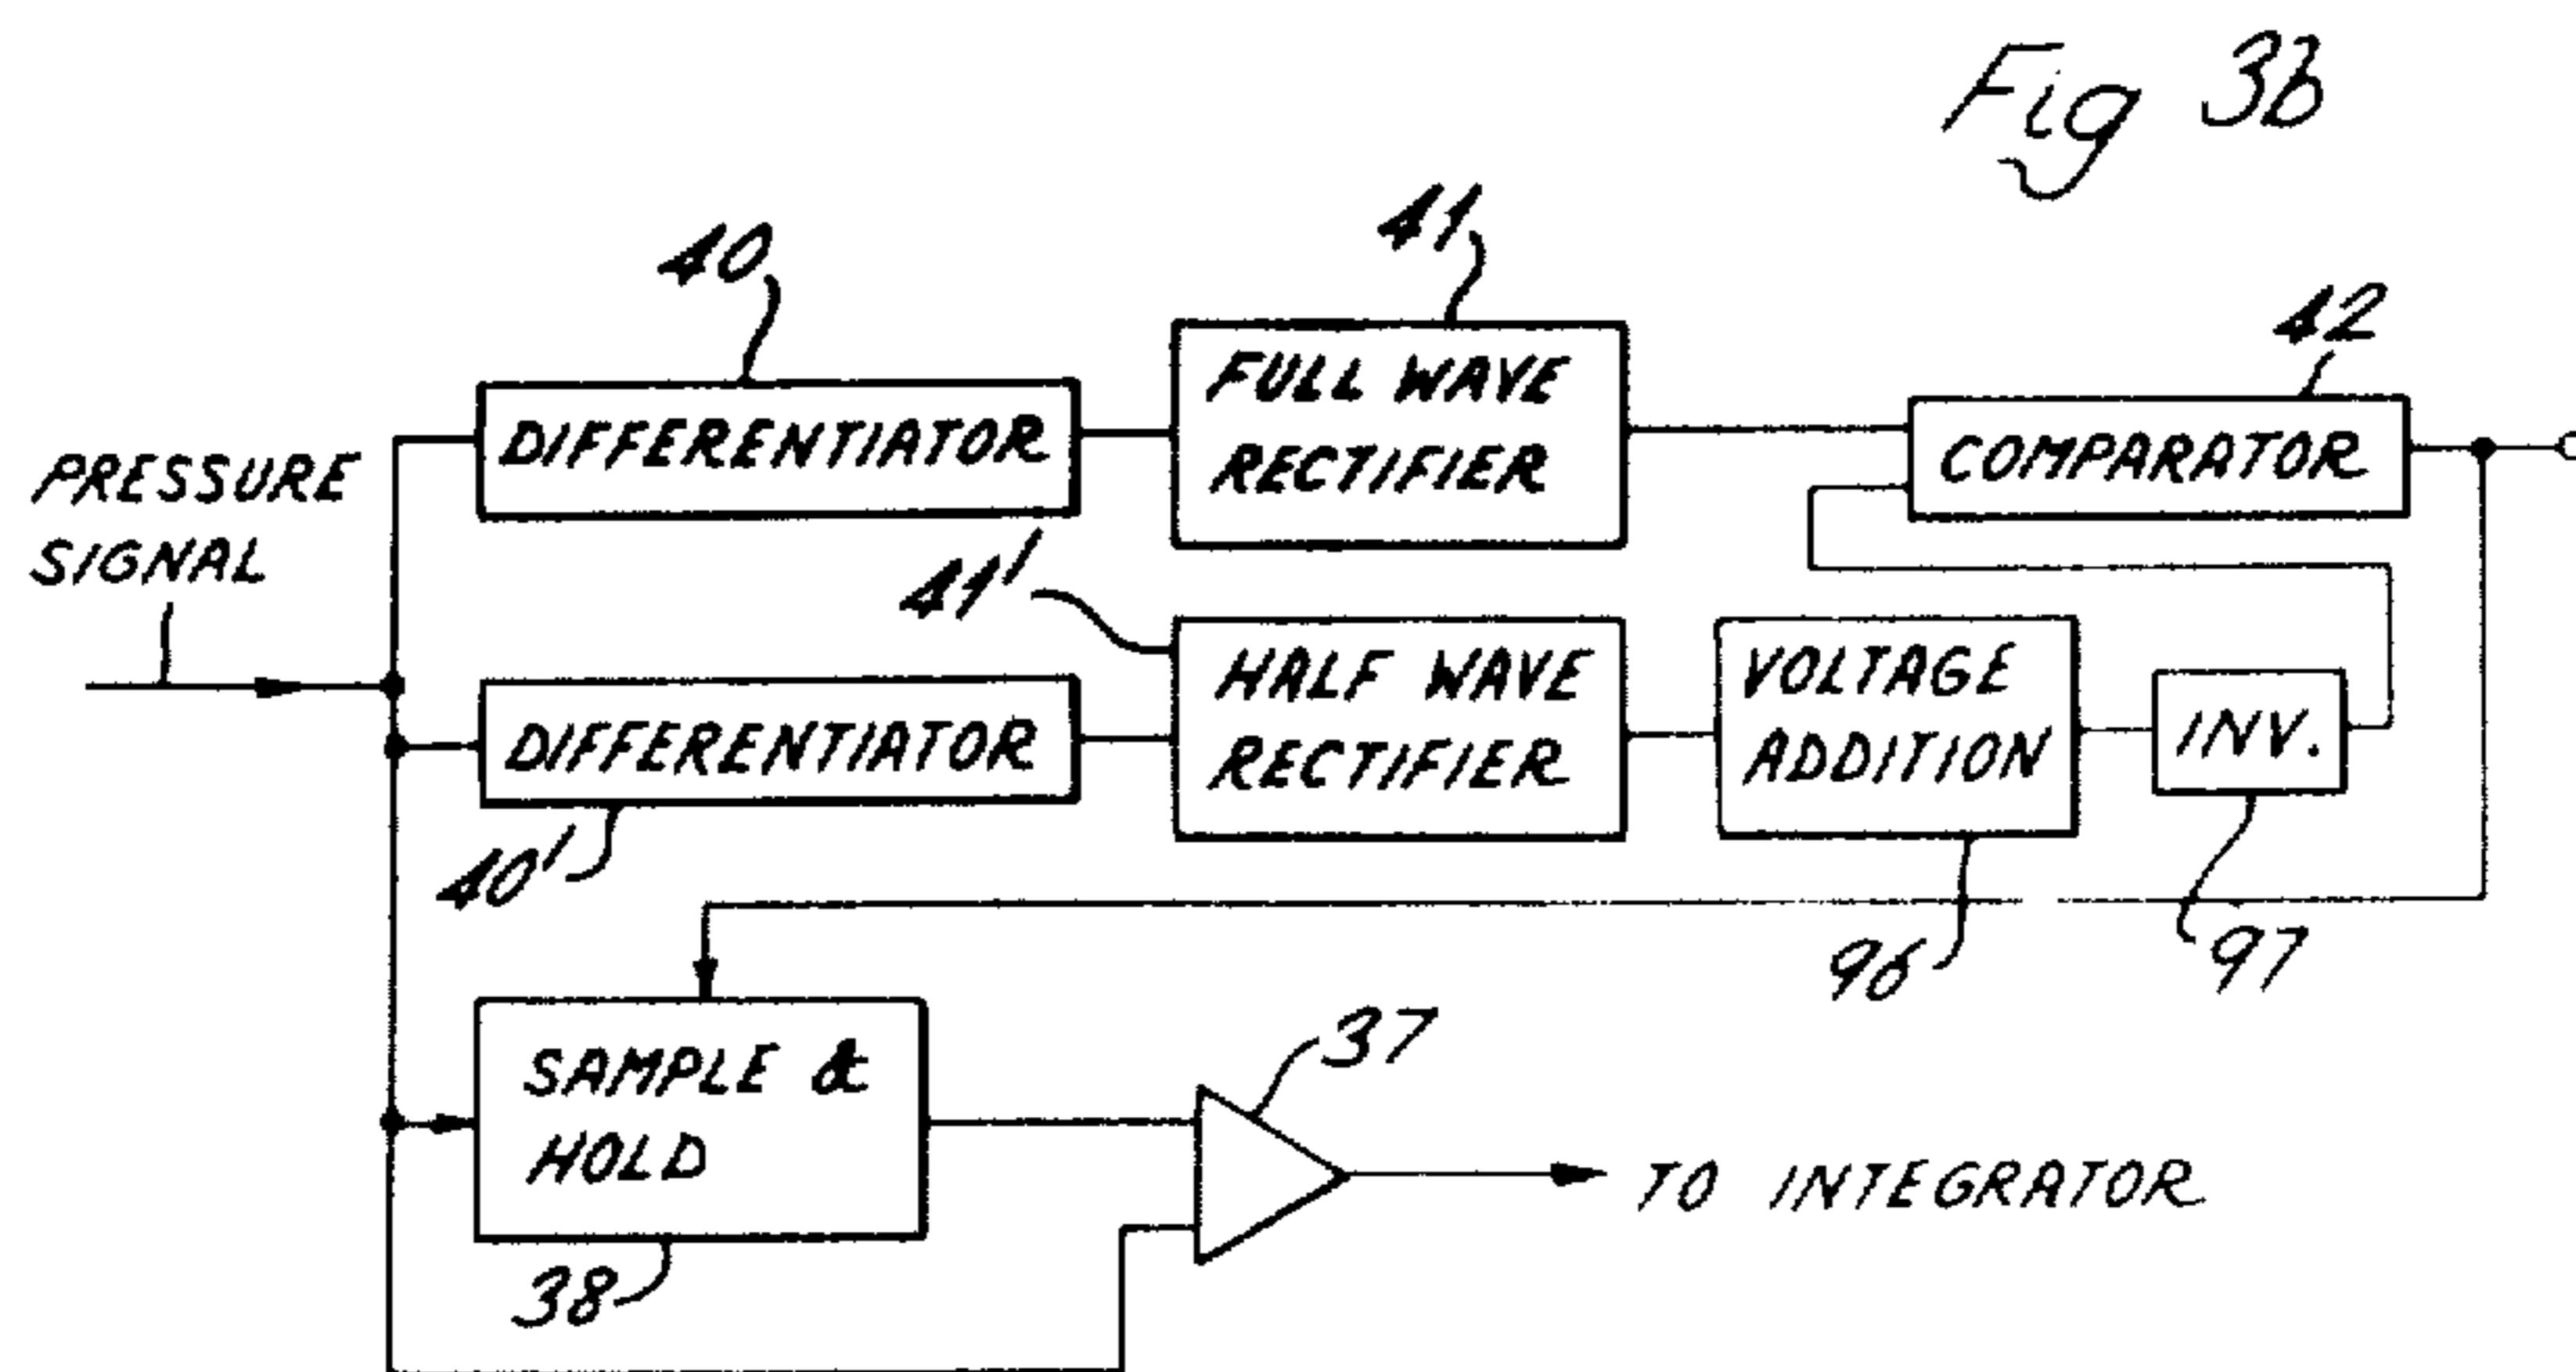 Fig 3b
40
41
42
DIFFERENTIATOR
FULL WAVE
RECTIFIER
COMPARATOR
PRESSURE
SIGNAL
41'
DIFFERENTIATOR
HALF WAVE
RECTIFIER
VOLTAGE
ADDITION
INV.
40'
96
97
SAMPLE &
HOLD
37
TO INTEGRATOR
38